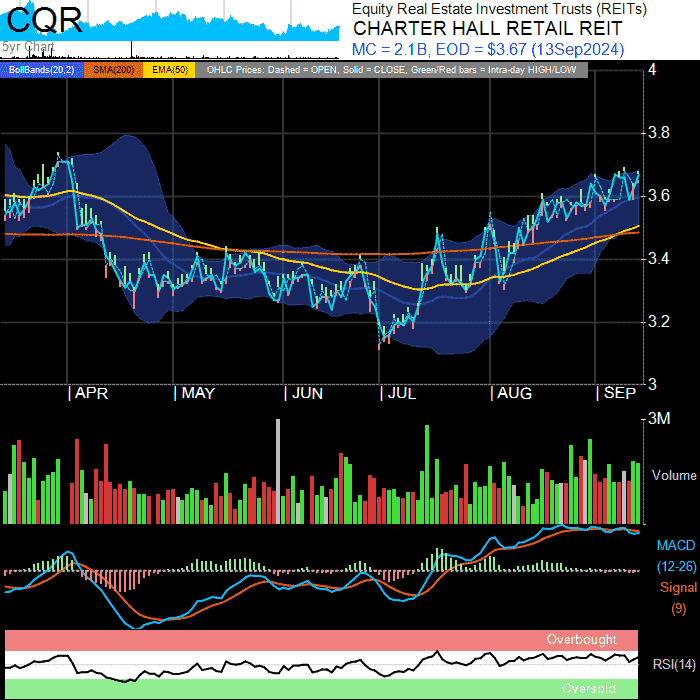 CQR
Equity Real Estate Investment Trusts (REITs)
CHARTER HALL RETAIL REIT
5yr Chart
MC = 2.1B, EOD = $3.67 (13Sep2024)
BollBands(20,2) SMA(200) EMA(50) OHLC Prices: Dashed = OPEN, Solid = CLOSE, Green/Red bars = Intra-day HIGH/LOW
4
3.8
3.6
3.4
3.2
3
| APR | MAY | JUN | JUL | AUG | SEP
3M
Volume
MACD
(12-26)
Signal
(9)
Overbought
RSI(14)
Oversold